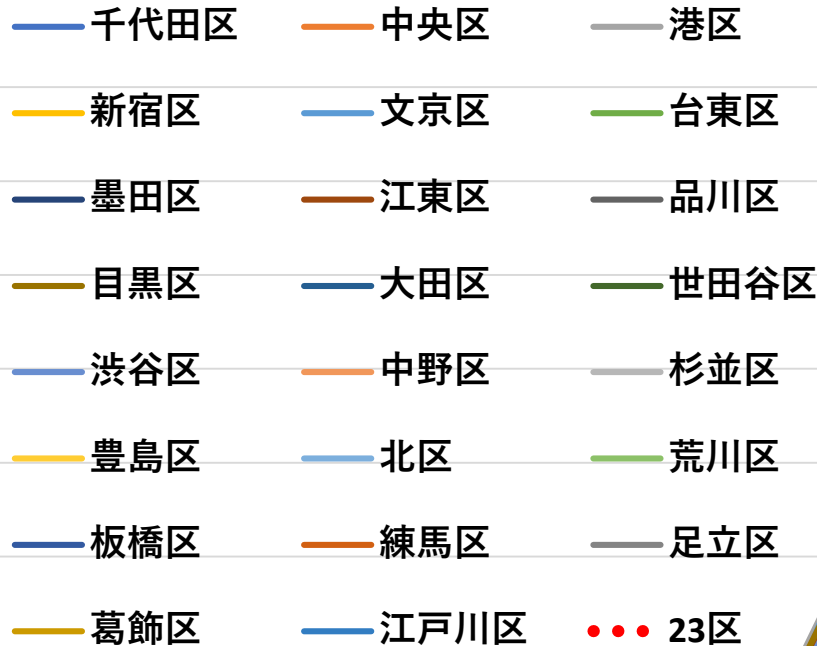 千代田区 中央区 港区
新宿区 文京区 台東区
墨田区 江東区 品川区
目黒区 大田区 世田谷区
渋谷区 中野区 杉並区
豊島区 北区 荒川区
板橋区 練馬区 足立区
葛飾区 江戸川区 23区